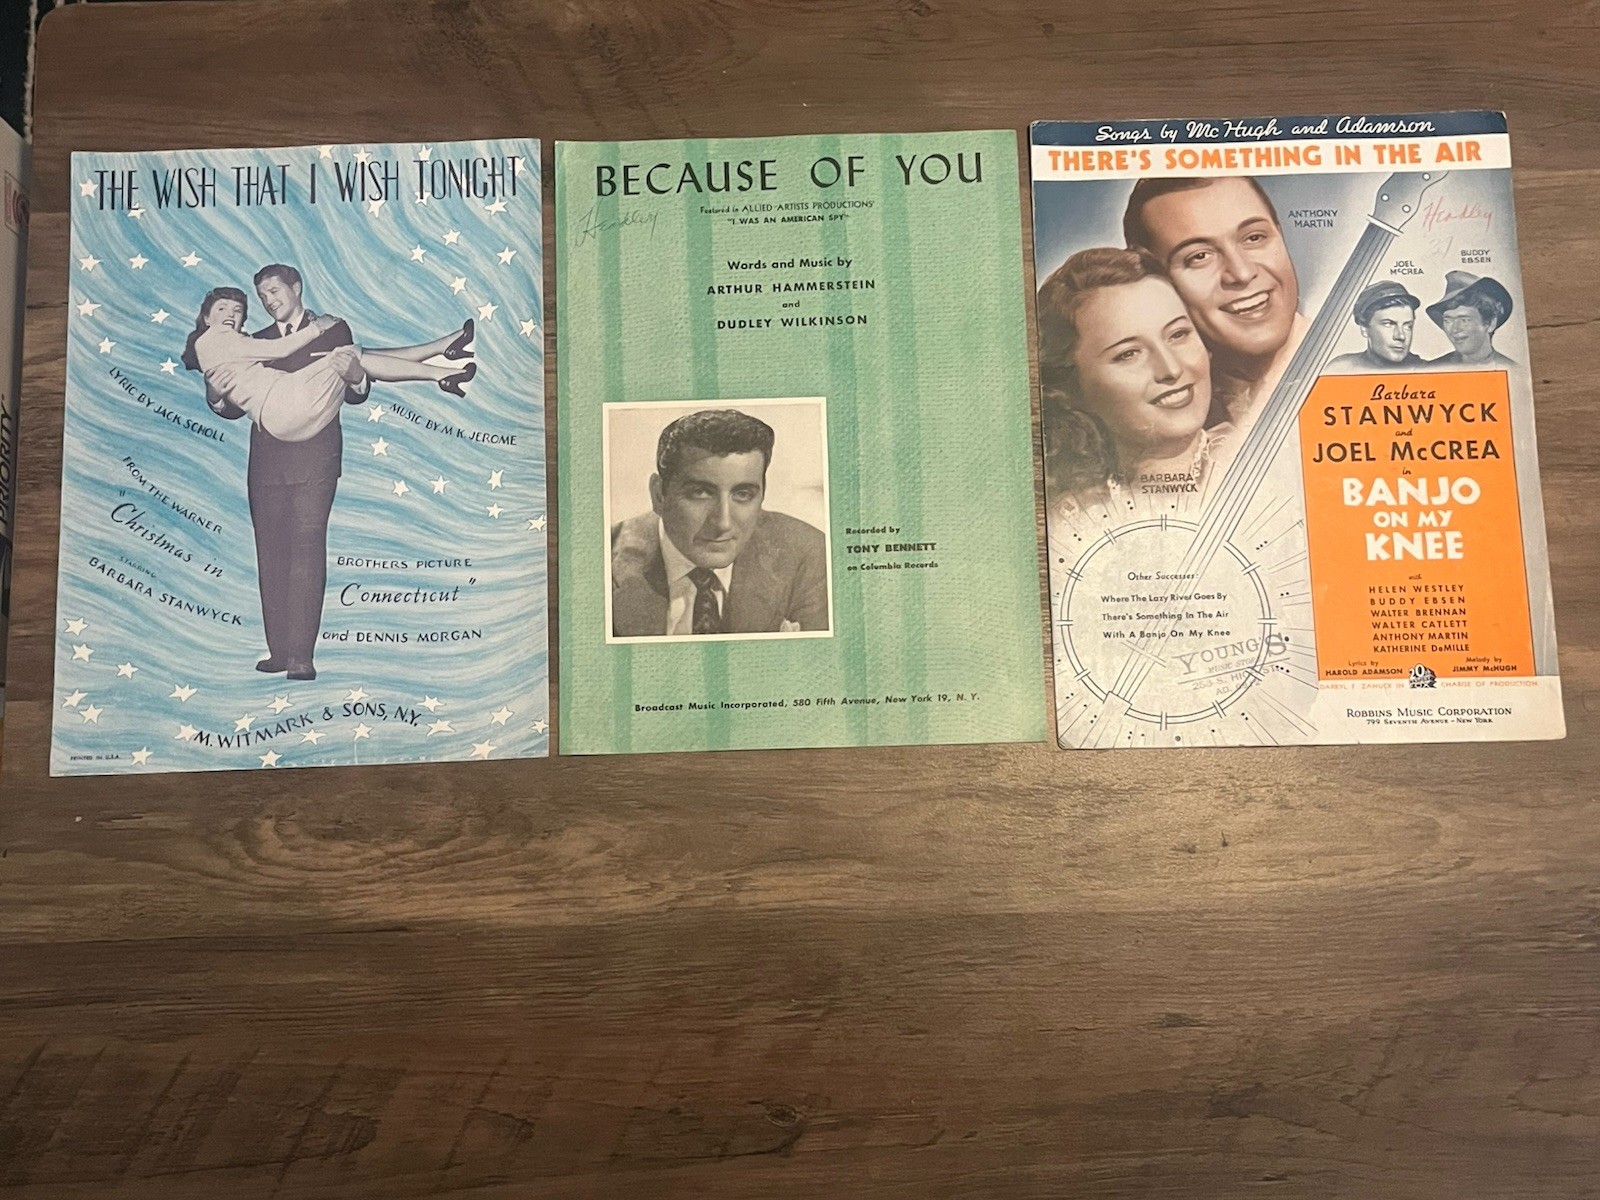 THE WISH THAT I WISH TONIGHT
LYRIC BY JACK SCHOLL
MUSIC BY M.K. JEROME
FROM THE WARNER
BROTHERS PICTURE
"Christmas in
Connecticut"
STARRING
BARBARA STANWYCK
and DENNIS MORGAN
M. WITMARK & SONS, N.Y.
PRINTED IN U.S.A.
BECAUSE OF YOU
Headley
Featured in ALLIED ARTISTS PRODUCTIONS'
"I WAS AN AMERICAN SPY"
Words and Music by
ARTHUR HAMMERSTEIN
and
DUDLEY WILKINSON
Recorded by
TONY BENNETT
on Columbia Records
Broadcast Music Incorporated, 580 Fifth Avenue, New York 19, N. Y.
Songs by McHugh and Adamson
THERE'S SOMETHING IN THE AIR
ANTHONY
MARTIN
Headley
37
JOEL
McCREA
BUDDY
EBSEN
BARBARA
STANWYCK
Barbara
STANWYCK
and
JOEL McCREA
in
BANJO
ON MY
KNEE
with
HELEN WESTLEY
BUDDY EBSEN
WALTER BRENNAN
WALTER CATLETT
ANTHONY MARTIN
KATHERINE DeMILLE
Lyrics by
HAROLD ADAMSON
Melody by
JIMMY McHUGH
DARRYL F. ZANUCK IN CHARGE OF PRODUCTION
Other Successes:
Where The Lazy River Goes By
There's Something In The Air
With A Banjo On My Knee
YOUNG'S
MUSIC STORE
ROBBINS MUSIC CORPORATION
799 SEVENTH AVENUE - NEW YORK
PRIORITY